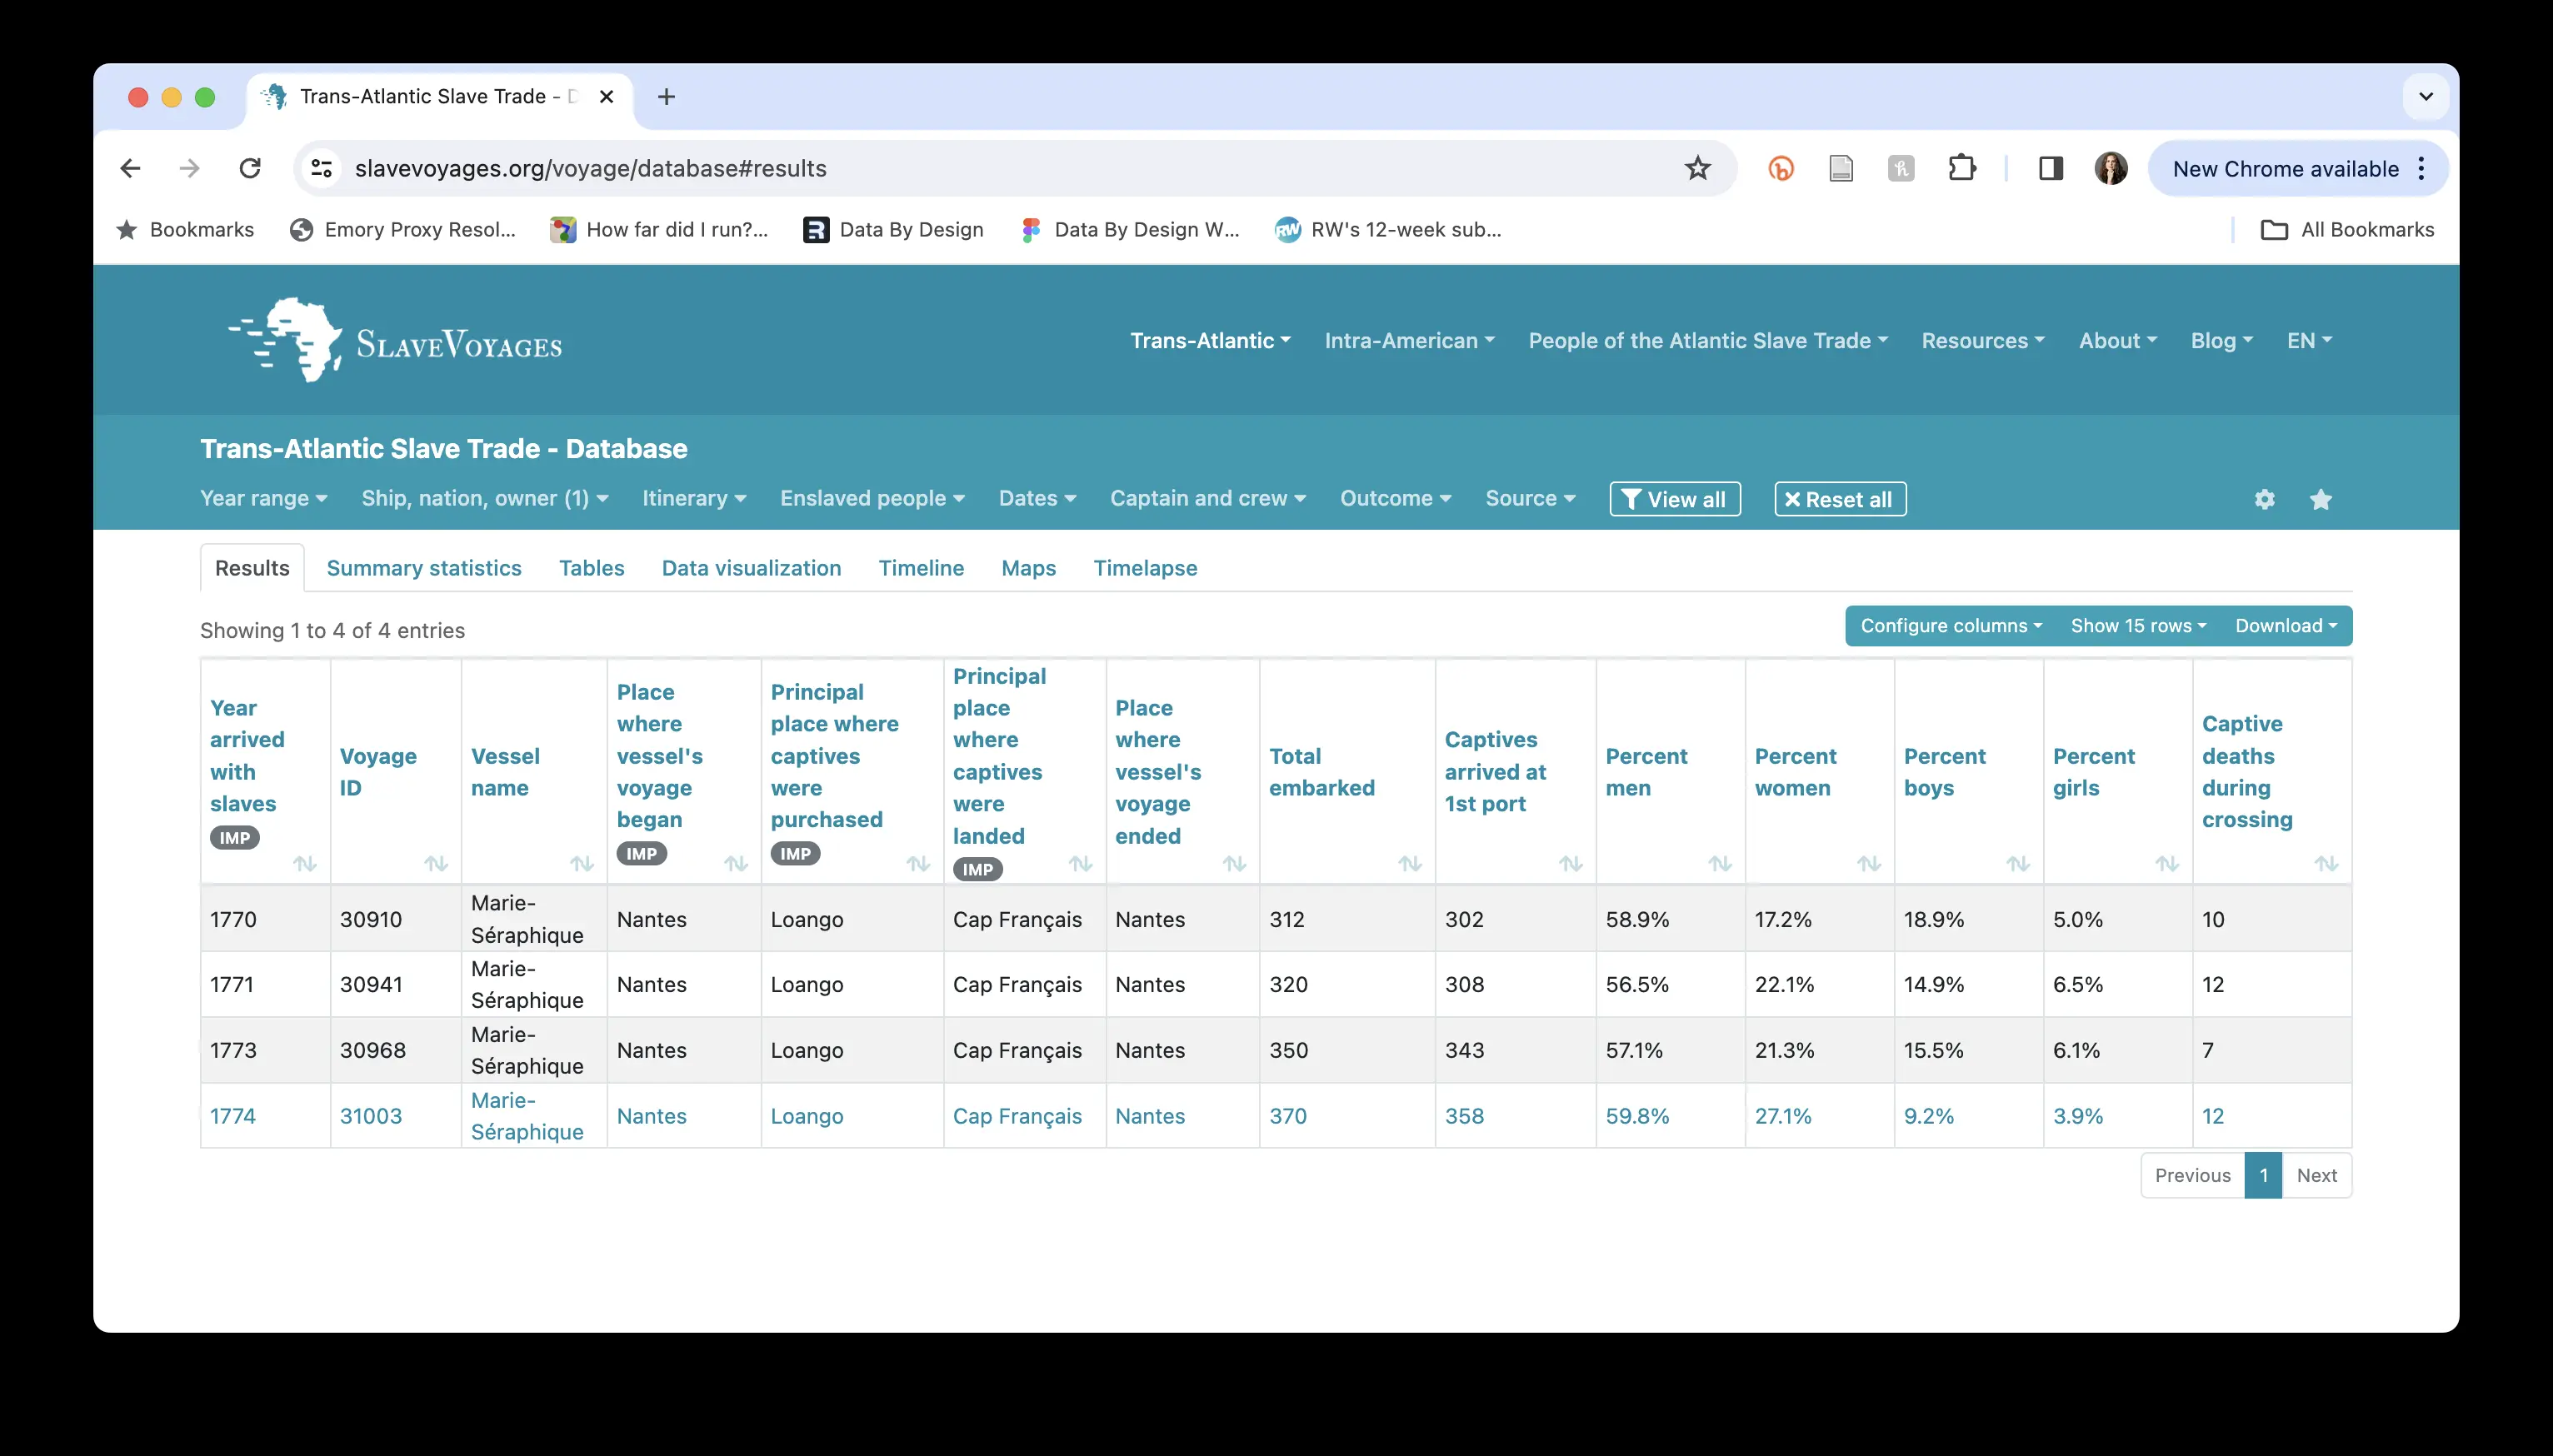 Trans-Atlantic Slave Trade - D
slavevoyages.org/voyage/database#results
New Chrome available
Bookmarks
Emory Proxy Resol...
How far did I run?...
Data By Design
Data By Design W...
RW's 12-week sub...
All Bookmarks
SLAVEVOYAGES
Trans-Atlantic
Intra-American
People of the Atlantic Slave Trade
Resources
About
Blog
EN
Trans-Atlantic Slave Trade - Database
Year range
Ship, nation, owner (1)
Itinerary
Enslaved people
Dates
Captain and crew
Outcome
Source
View all
Reset all
Results
Summary statistics
Tables
Data visualization
Timeline
Maps
Timelapse
Showing 1 to 4 of 4 entries
Configure columns
Show 15 rows
Download
Year
arrived
with
slaves
IMP
Voyage
ID
Vessel
name
Place
where
vessel's
voyage
began
IMP
Principal
place where
captives
were
purchased
IMP
Principal
place
where
captives
were
landed
IMP
Place
where
vessel's
voyage
ended
Total
embarked
Captives
arrived at
1st port
Percent
men
Percent
women
Percent
boys
Percent
girls
Captive
deaths
during
crossing
1770 30910 Marie-Séraphique Nantes Loango Cap Français Nantes 312 302 58.9% 17.2% 18.9% 5.0% 10
1771 30941 Marie-Séraphique Nantes Loango Cap Français Nantes 320 308 56.5% 22.1% 14.9% 6.5% 12
1773 30968 Marie-Séraphique Nantes Loango Cap Français Nantes 350 343 57.1% 21.3% 15.5% 6.1% 7
1774 31003 Marie-Séraphique Nantes Loango Cap Français Nantes 370 358 59.8% 27.1% 9.2% 3.9% 12
Previous 1 Next